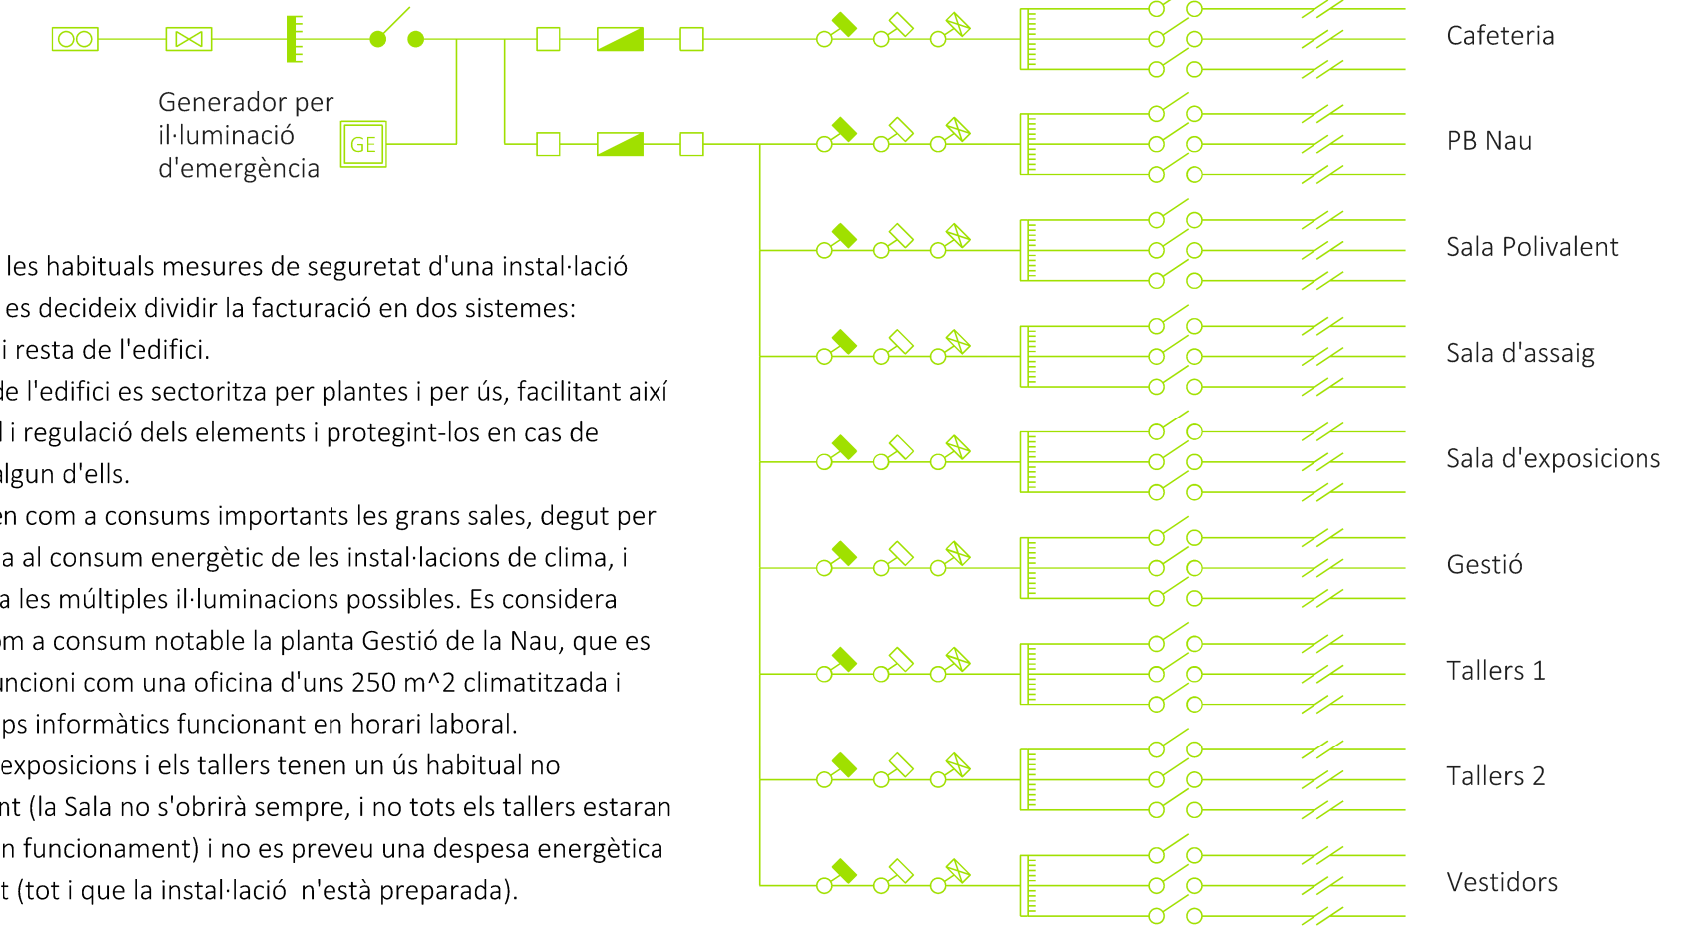 Generador per
il·luminació
d'emergència
GE
les habituals mesures de seguretat d'una instal·lació
es decideix dividir la facturació en dos sistemes:
i resta de l'edifici.
de l'edifici es sectoritza per plantes i per ús, facilitant així
i regulació dels elements i protegint-los en cas de
algun d'ells.
com a consums importants les grans sales, degut per
a al consum energètic de les instal·lacions de clima, i
a les múltiples il·luminacions possibles. Es considera
a consum notable la planta Gestió de la Nau, que es
funcioni com una oficina d'uns 250 m^2 climatitzada i
informàtics funcionant en horari laboral.
exposicions i els tallers tenen un ús habitual no
(la Sala no s'obrirà sempre, i no tots els tallers estaran
funcionament) i no es preveu una despesa energètica
(tot i que la instal·lació n'està preparada).
Cafeteria
PB Nau
Sala Polivalent
Sala d'assaig
Sala d'exposicions
Gestió
Tallers 1
Tallers 2
Vestidors